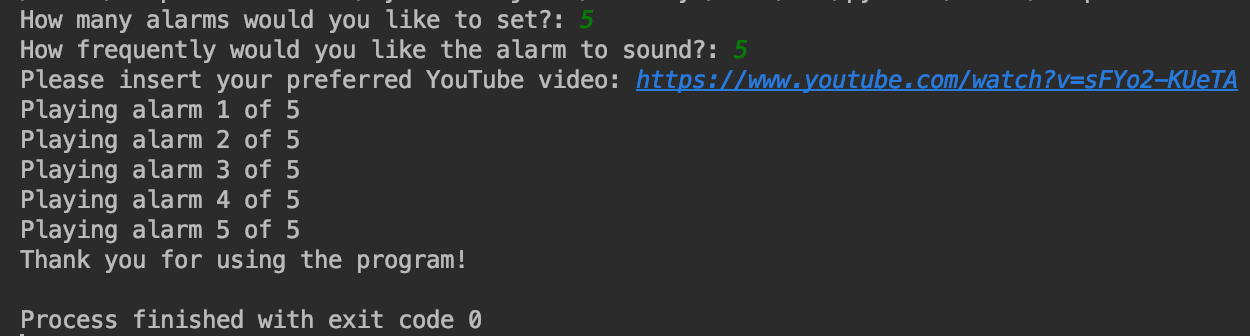 How many alarms would you like to set?: 5
How frequently would you like the alarm to sound?: 5
Please insert your preferred YouTube video: https://www.youtube.com/watch?v=sFYo2-KUeTA
Playing alarm 1 of 5
Playing alarm 2 of 5
Playing alarm 3 of 5
Playing alarm 4 of 5
Playing alarm 5 of 5
Thank you for using the program!
Process finished with exit code 0